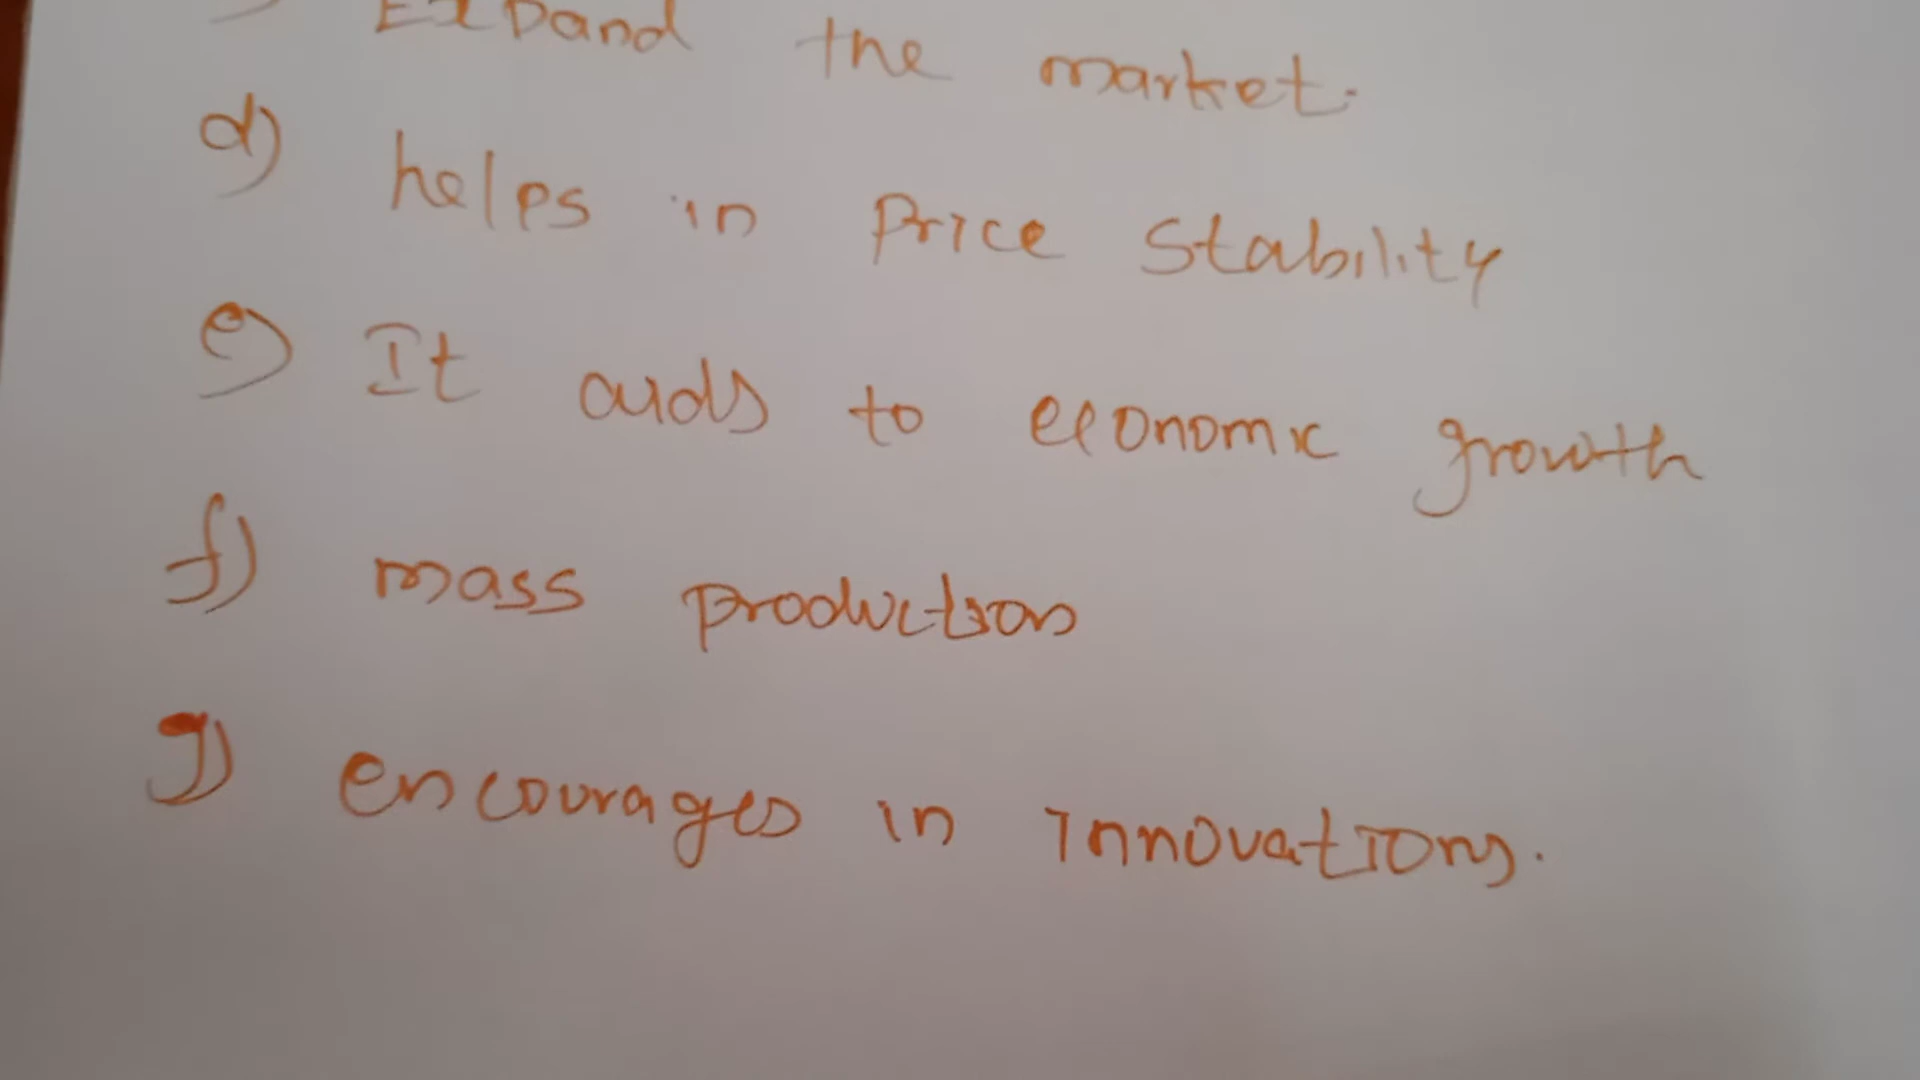 Expand the market.
d) helps in Price stability
e) It aids to economic growth
f) mass production
g) encourages in Innovations.